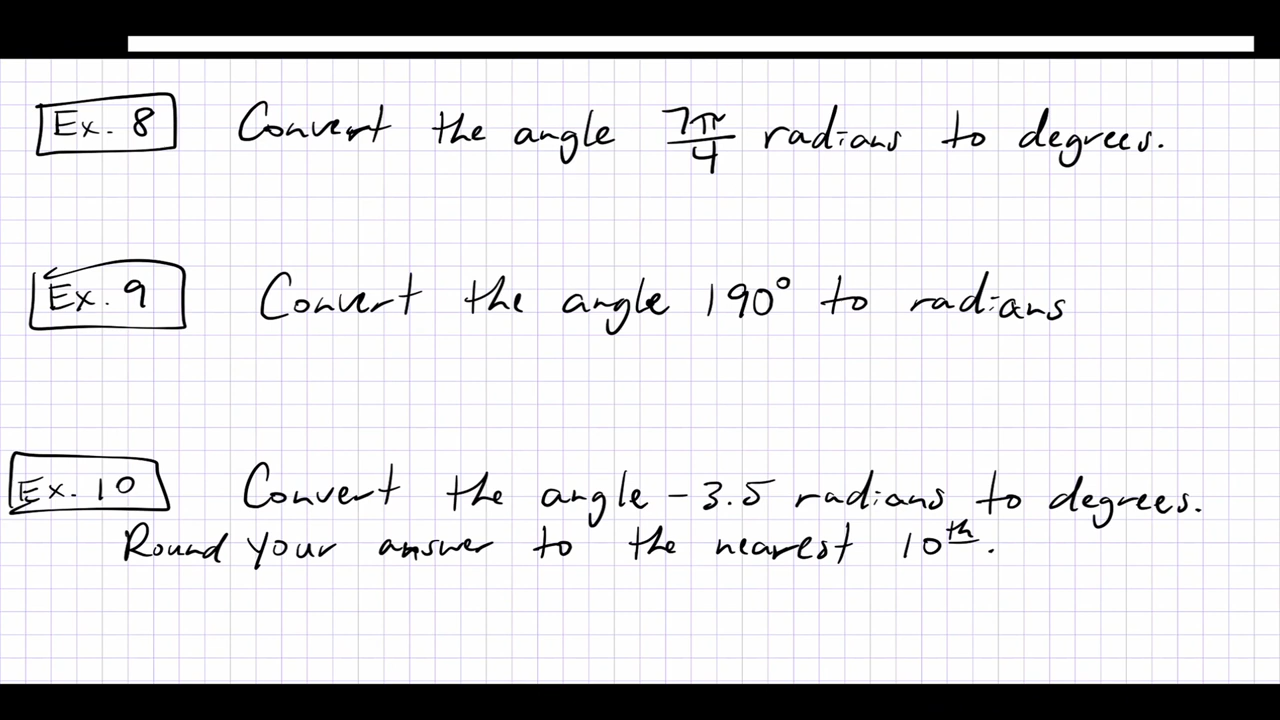 Ex. 8 Convert the angle 7π/4 radians to degrees.
Ex. 9 Convert the angle 190° to radians
Ex. 10 Convert the angle -3.5 radians to degrees.
Round your answer to the nearest 10th.